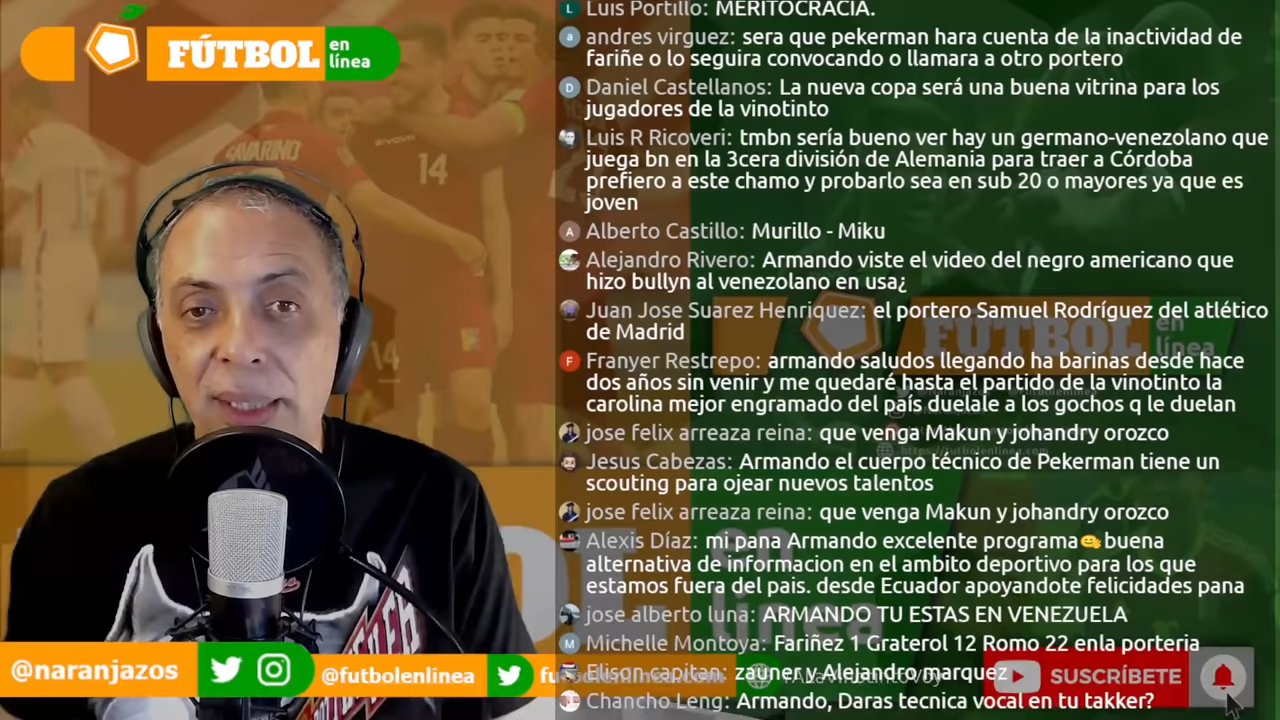 FÚTBOL en línea
SAVARINO
14
14
Luis Portillo: MERITOCRACIA.
andres virguez: sera que pekerman hara cuenta de la inactividad de
fariñe o lo seguira convocando o llamara a otro portero
Daniel Castellanos: La nueva copa será una buena vitrina para los
jugadores de la vinotinto
Luis R Ricoveri: tmbn sería bueno ver hay un germano-venezolano que
juega bn en la 3cera división de Alemania para traer a Córdoba
prefiero a este chamo y probarlo sea en sub 20 o mayores ya que es
joven
Alberto Castillo: Murillo - Miku
Alejandro Rivero: Armando viste el video del negro americano que
hizo bullyn al venezolano en usa¿
Juan Jose Suarez Henriquez: el portero Samuel Rodríguez del atlético
de Madrid
Franyer Restrepo: armando saludos llegando ha barinas desde hace
dos años sin venir y me quedaré hasta el partido de la vinotinto la
carolina mejor engramado del país duelale a los gochos q le duelan
jose felix arreaza reina: que venga Makun y johandry orozco
Jesus Cabezas: Armando el cuerpo técnico de Pekerman tiene un
scouting para ojear nuevos talentos
jose felix arreaza reina: que venga Makun y johandry orozco
Alexis Díaz: mi pana Armando excelente programa🤗buena
alternativa de informacion en el ambito deportivo para los que
estamos fuera del pais. desde Ecuador apoyandote felicidades pana
jose alberto luna: ARMANDO TU ESTAS EN VENEZUELA
Michelle Montoya: Fariñez 1 Graterol 12 Romo 22 enla porteria
Elison capitan: zauner y Alejandro marquez
Chancho Leng: Armando, Daras tecnica vocal en tu takker?
FÚTBOL en línea
@naranjazos
@futbolenlinea
SUSCRÍBETE